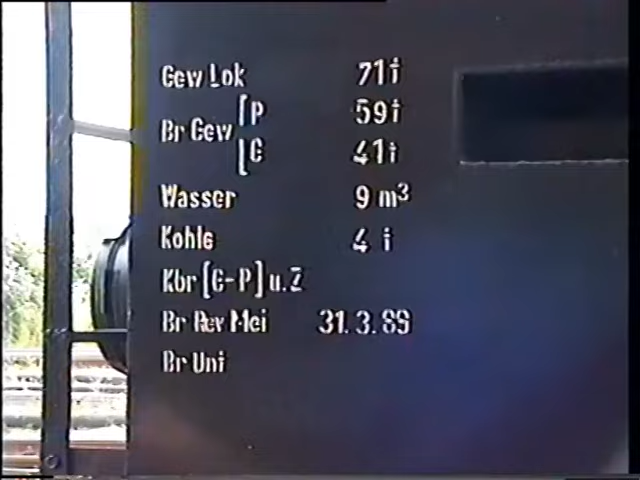 Gew Lok 71 t
Br Gew [P 59 t
[G 41 t
Wasser 9 m³
Kohle 4 t
Kbr [G-P] u. Z
Br Rev Mei 31. 3. 89
Br Uni